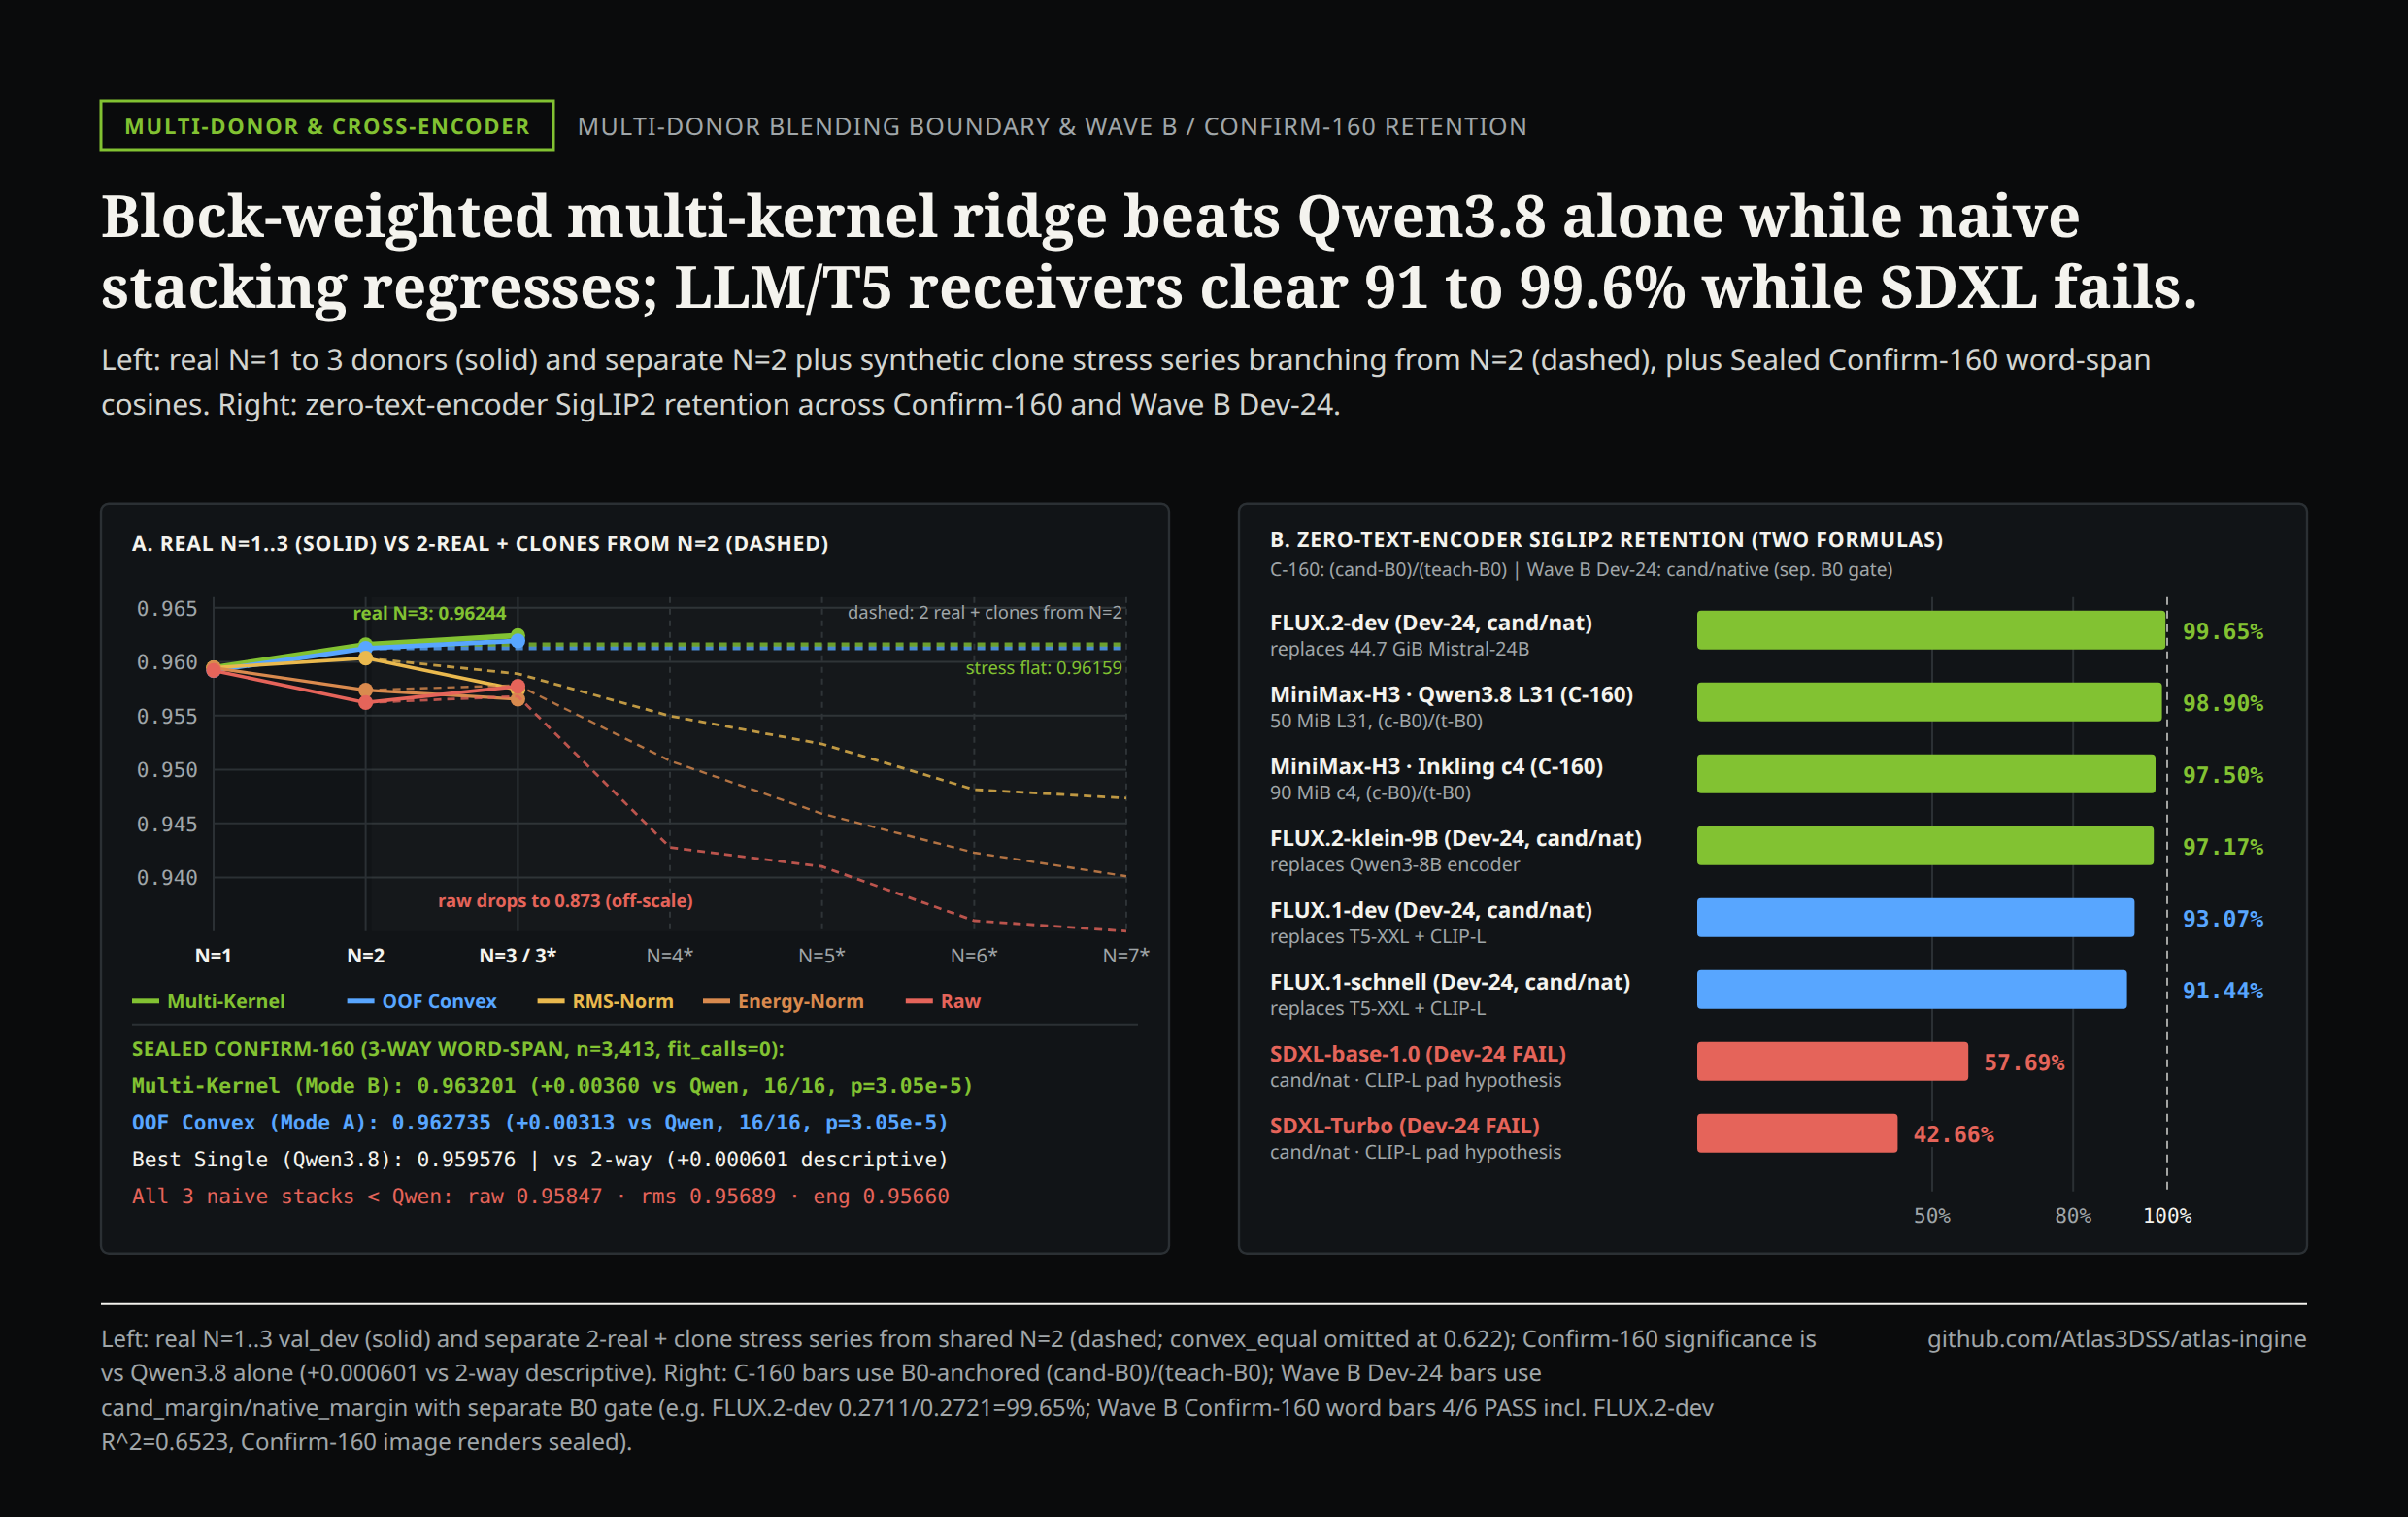 MULTI-DONOR & CROSS-ENCODER
MULTI-DONOR BLENDING BOUNDARY & WAVE B / CONFIRM-160 RETENTION
Block-weighted multi-kernel ridge beats Qwen3.8 alone while naive
stacking regresses; LLM/T5 receivers clear 91 to 99.6% while SDXL fails.
Left: real N=1 to 3 donors (solid) and separate N=2 plus synthetic clone stress series branching from N=2 (dashed), plus Sealed Confirm-160 word-span
cosines. Right: zero-text-encoder SigLIP2 retention across Confirm-160 and Wave B Dev-24.
A. REAL N=1..3 (SOLID) VS 2-REAL + CLONES FROM N=2 (DASHED)
0.965
0.960
0.955
0.950
0.945
0.940
real N=3: 0.96244
dashed: 2 real + clones from N=2
stress flat: 0.96159
raw drops to 0.873 (off-scale)
N=1
N=2
N=3 / 3*
N=4*
N=5*
N=6*
N=7*
Multi-Kernel
OOF Convex
RMS-Norm
Energy-Norm
Raw
SEALED CONFIRM-160 (3-WAY WORD-SPAN, n=3,413, fit_calls=0):
Multi-Kernel (Mode B): 0.963201 (+0.00360 vs Qwen, 16/16, p=3.05e-5)
OOF Convex (Mode A): 0.962735 (+0.00313 vs Qwen, 16/16, p=3.05e-5)
Best Single (Qwen3.8): 0.959576 | vs 2-way (+0.000601 descriptive)
All 3 naive stacks < Qwen: raw 0.95847 · rms 0.95689 · eng 0.95660
B. ZERO-TEXT-ENCODER SIGLIP2 RETENTION (TWO FORMULAS)
C-160: (cand-B0)/(teach-B0) | Wave B Dev-24: cand/native (sep. B0 gate)
FLUX.2-dev (Dev-24, cand/nat)
replaces 44.7 GiB Mistral-24B
99.65%
MiniMax-H3 · Qwen3.8 L31 (C-160)
50 MiB L31, (c-B0)/(t-B0)
98.90%
MiniMax-H3 · Inkling c4 (C-160)
90 MiB c4, (c-B0)/(t-B0)
97.50%
FLUX.2-klein-9B (Dev-24, cand/nat)
replaces Qwen3-8B encoder
97.17%
FLUX.1-dev (Dev-24, cand/nat)
replaces T5-XXL + CLIP-L
93.07%
FLUX.1-schnell (Dev-24, cand/nat)
replaces T5-XXL + CLIP-L
91.44%
SDXL-base-1.0 (Dev-24 FAIL)
cand/nat · CLIP-L pad hypothesis
57.69%
SDXL-Turbo (Dev-24 FAIL)
cand/nat · CLIP-L pad hypothesis
42.66%
50%
80%
100%
Left: real N=1..3 val_dev (solid) and separate 2-real + clone stress series from shared N=2 (dashed; convex_equal omitted at 0.622); Confirm-160 significance is
vs Qwen3.8 alone (+0.000601 vs 2-way descriptive). Right: C-160 bars use B0-anchored (cand-B0)/(teach-B0); Wave B Dev-24 bars use
cand_margin/native_margin with separate B0 gate (e.g. FLUX.2-dev 0.2711/0.2721=99.65%; Wave B Confirm-160 word bars 4/6 PASS incl. FLUX.2-dev
R^2=0.6523, Confirm-160 image renders sealed).
github.com/Atlas3DSS/atlas-ingine